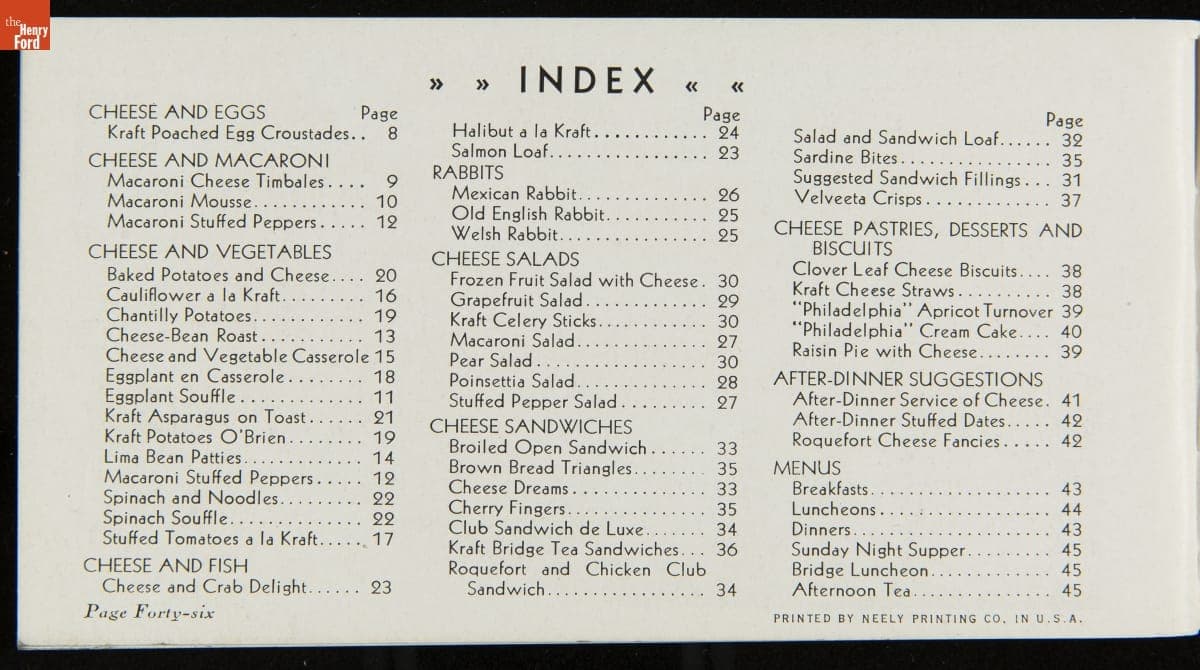 the
Henry
Ford
» » INDEX « «
CHEESE AND EGGS Page
Kraft Poached Egg Croustades.. 8
CHEESE AND MACARONI
Macaroni Cheese Timbales.... 9
Macaroni Mousse............ 10
Macaroni Stuffed Peppers..... 12
CHEESE AND VEGETABLES
Baked Potatoes and Cheese.... 20
Cauliflower a la Kraft......... 16
Chantilly Potatoes............ 19
Cheese-Bean Roast........... 13
Cheese and Vegetable Casserole 15
Eggplant en Casserole........ 18
Eggplant Souffle............. 11
Kraft Asparagus on Toast...... 21
Kraft Potatoes O'Brien........ 19
Lima Bean Patties............. 14
Macaroni Stuffed Peppers..... 12
Spinach and Noodles......... 22
Spinach Souffle.............. 22
Stuffed Tomatoes a la Kraft..... 17
CHEESE AND FISH
Cheese and Crab Delight...... 23
Page Forty-six
Page
Halibut a la Kraft............ 24
Salmon Loaf................. 23
RABBITS
Mexican Rabbit.............. 26
Old English Rabbit........... 25
Welsh Rabbit................ 25
CHEESE SALADS
Frozen Fruit Salad with Cheese. 30
Grapefruit Salad............. 29
Kraft Celery Sticks............ 30
Macaroni Salad.............. 27
Pear Salad................... 30
Poinsettia Salad.............. 28
Stuffed Pepper Salad......... 27
CHEESE SANDWICHES
Broiled Open Sandwich...... 33
Brown Bread Triangles........ 35
Cheese Dreams.............. 33
Cherry Fingers............... 35
Club Sandwich de Luxe....... 34
Kraft Bridge Tea Sandwiches... 36
Roquefort and Chicken Club
Sandwich................. 34
Page
Salad and Sandwich Loaf...... 32
Sardine Bites................ 35
Suggested Sandwich Fillings... 31
Velveeta Crisps............. 37
CHEESE PASTRIES, DESSERTS AND
BISCUITS
Clover Leaf Cheese Biscuits.... 38
Kraft Cheese Straws.......... 38
"Philadelphia" Apricot Turnover 39
"Philadelphia" Cream Cake.... 40
Raisin Pie with Cheese........ 39
AFTER-DINNER SUGGESTIONS
After-Dinner Service of Cheese. 41
After-Dinner Stuffed Dates..... 42
Roquefort Cheese Fancies..... 42
MENUS
Breakfasts................... 43
Luncheons.................. 44
Dinners..................... 43
Sunday Night Supper......... 45
Bridge Luncheon............. 45
Afternoon Tea............... 45
PRINTED BY NEELY PRINTING CO. IN U.S.A.